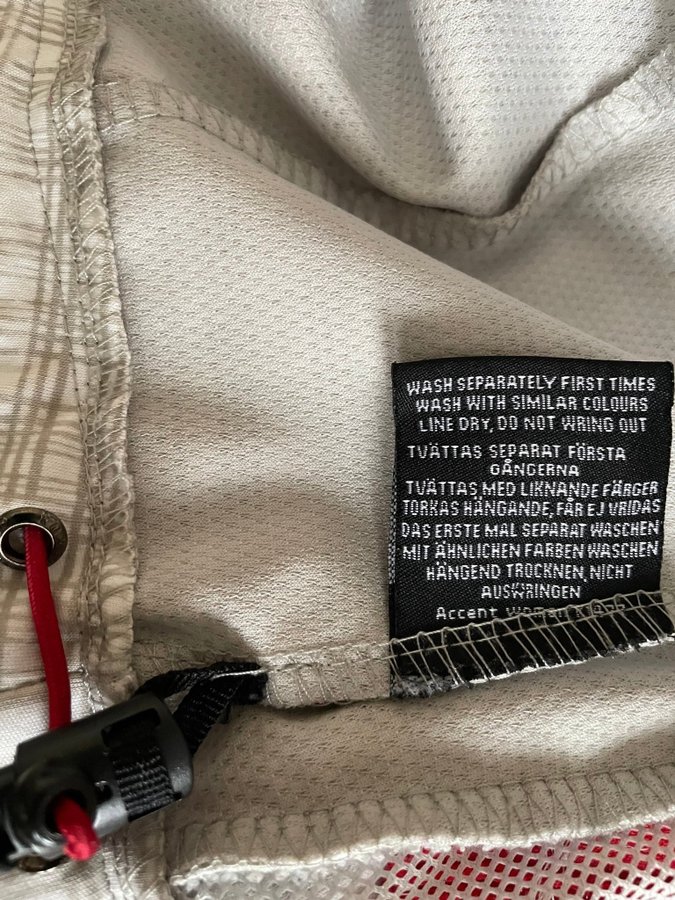 WASH SEPARATELY FIRST TIMES
WASH WITH SIMILAR COLOURS
LINE DRY, DO NOT WRING OUT
TVÄTTAS SEPARAT FÖRSTA
GÅNGERNA
TVÄTTAS MED LIKNANDE FÄRGER
TORKAS HÄNGANDE, FÅR EJ VRIDAS
DAS ERSTE MAL SEPARAT WASCHEN
MIT ÄHNLICHEN FARBEN WASCHEN
HÄNGEND TROCKNEN, NICHT
AUSWRINGEN
Accent woman